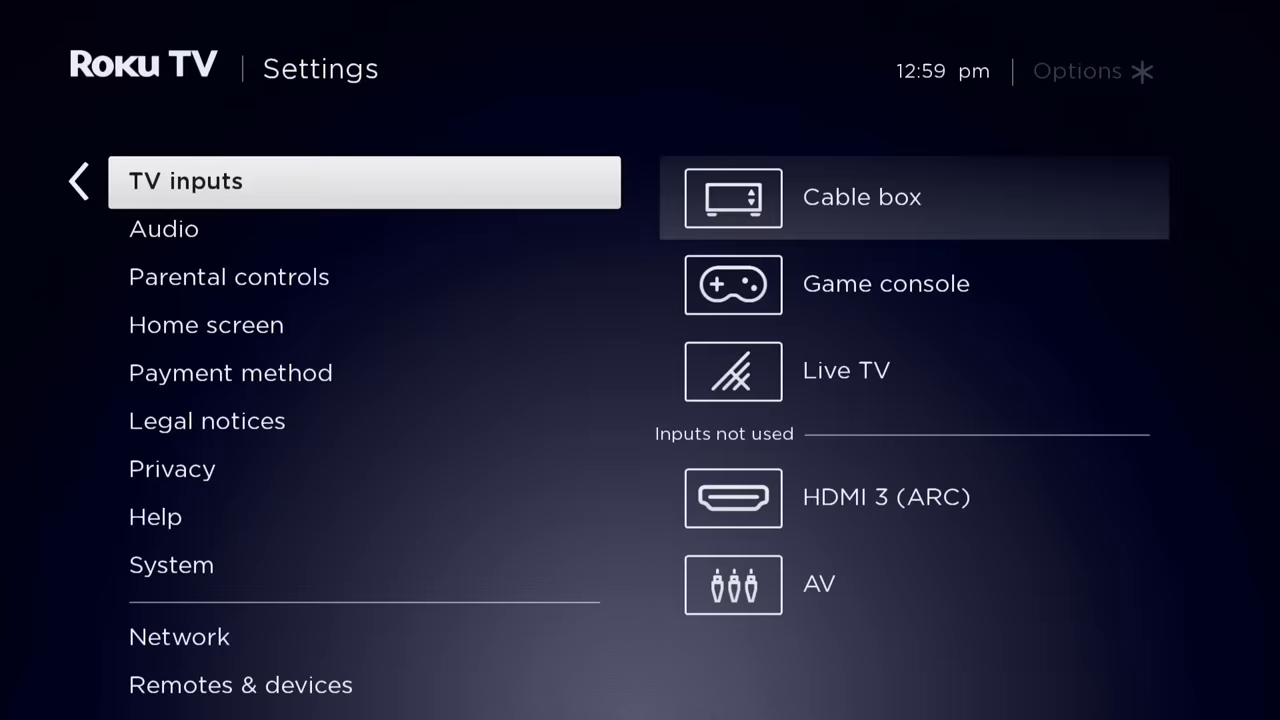 Roku TV | Settings
12:59 pm | Options
TV inputs
Audio
Parental controls
Home screen
Payment method
Legal notices
Privacy
Help
System
Network
Remotes & devices
Cable box
Game console
Live TV
Inputs not used
HDMI 3 (ARC)
AV